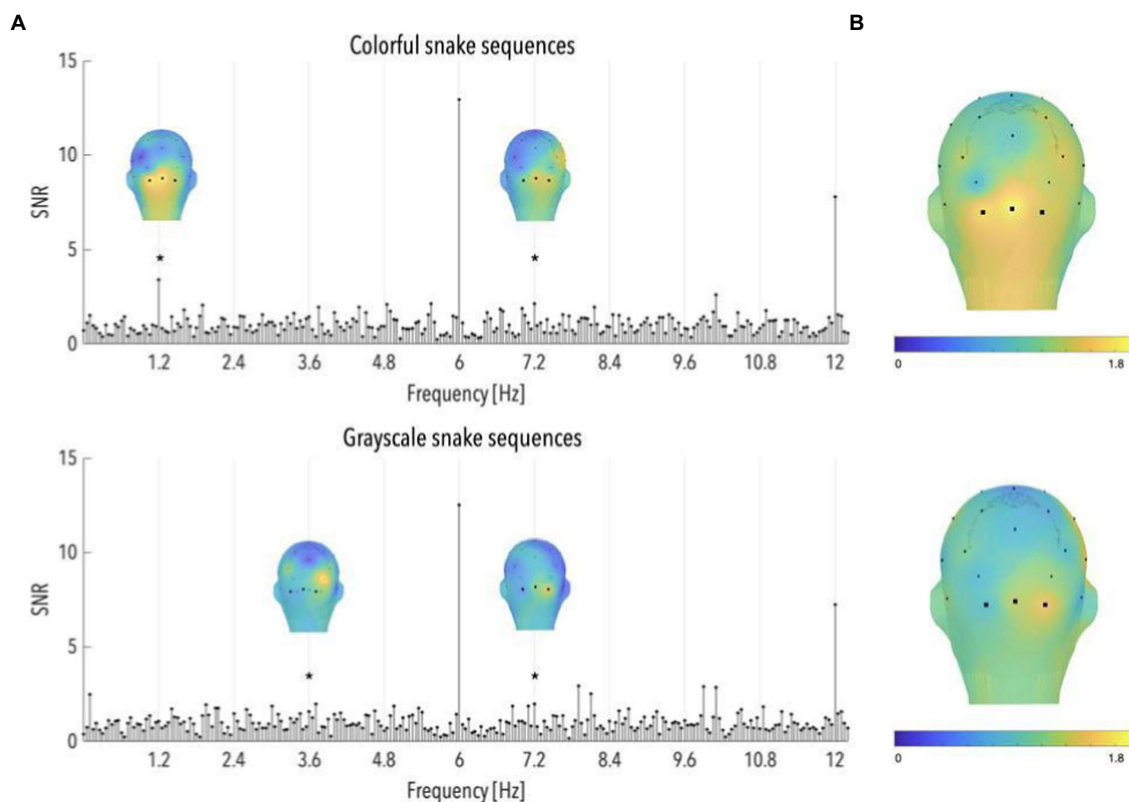 A
B
Colorful snake sequences
15
10
5
0
SNR
★
★
1.2 2.4 3.6 4.8 6 7.2 8.4 9.6 10.8 12
Frequency [Hz]
0 1.8
Grayscale snake sequences
15
10
5
0
SNR
★
★
1.2 2.4 3.6 4.8 6 7.2 8.4 9.6 10.8 12
Frequency [Hz]
0 1.8